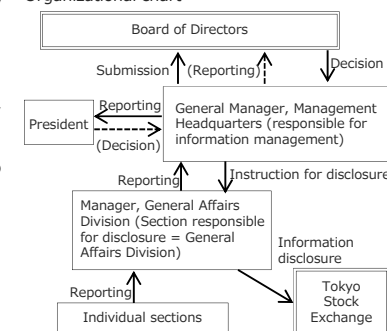 Board of Directors
Submission
(Reporting)
Decision
Reporting
President
(Decision)
General Manager, Management
Headquarters (responsible for
information management)
Reporting
Instruction for disclosure
Manager, General Affairs
Division (Section responsible
for disclosure = General
Affairs Division)
Information
disclosure
Reporting
Tokyo
Stock
Exchange
Individual sections